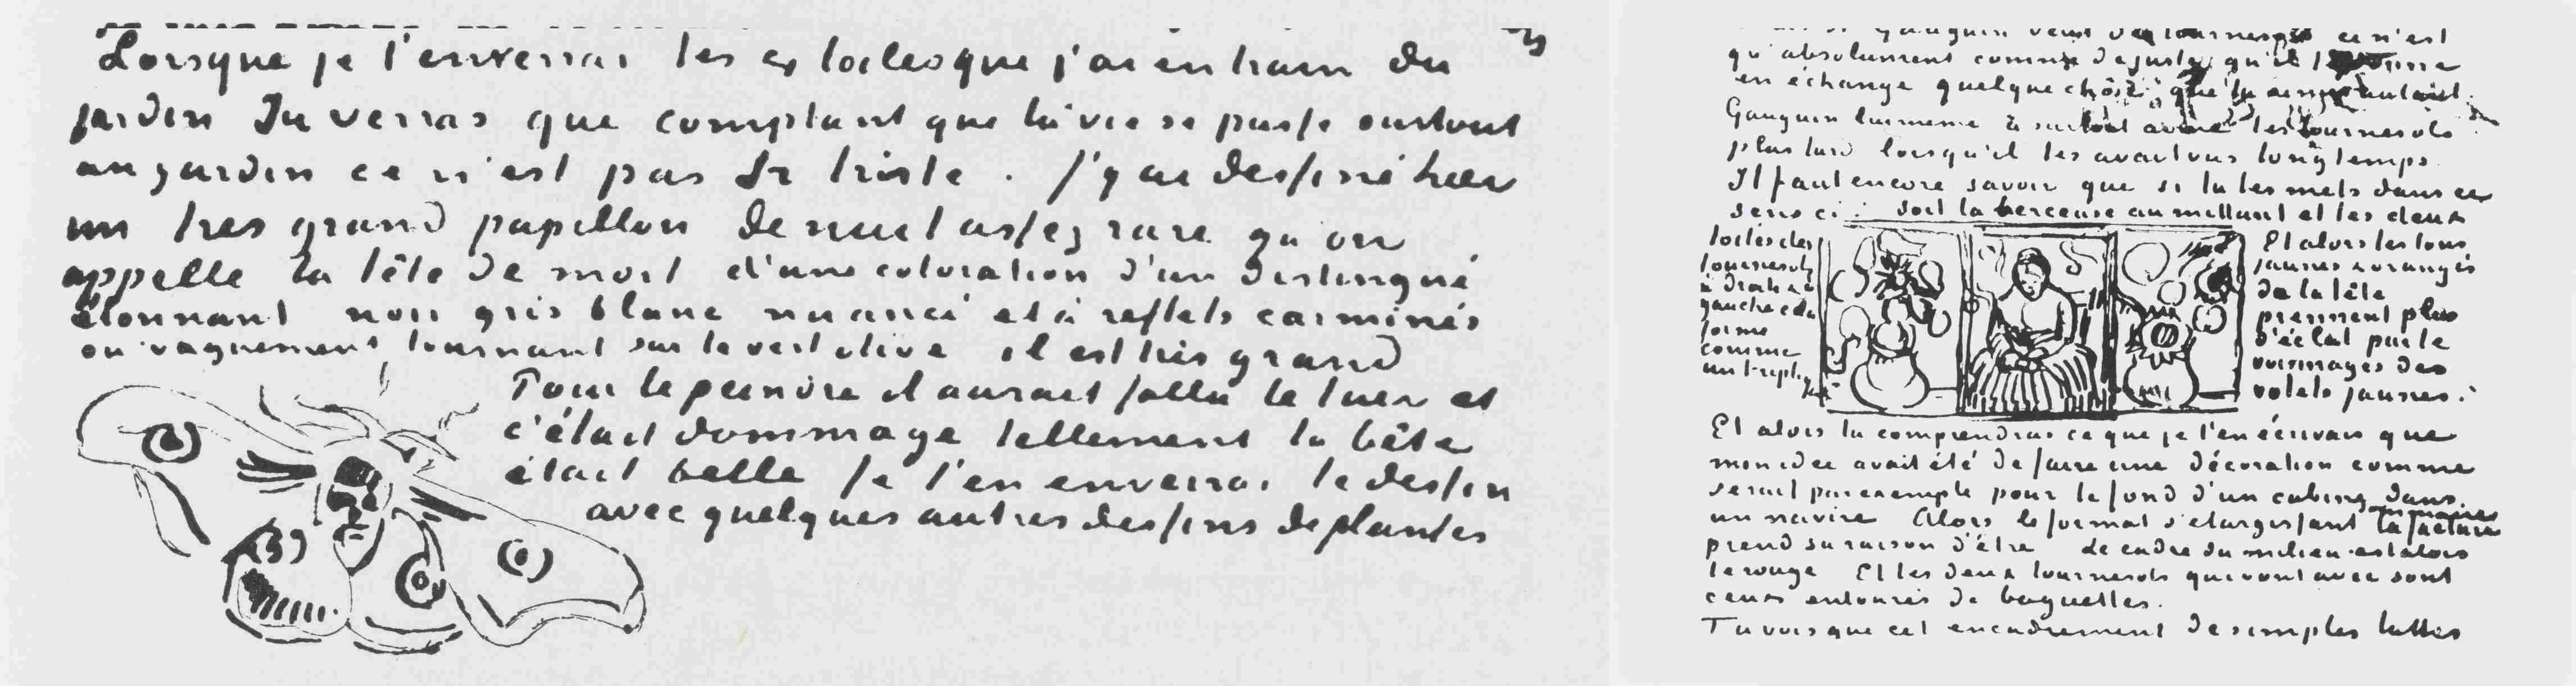 Lorsque je t'enverrai les 4 toiles que j'ai en train du
jardin Tu verras que comptant que la vie se passe surtout
au jardin ce n'est pas si triste. J'y ai dessiné hier
un tres grand papillon de nuit assez rare qu'on
appelle la tête de mort d'une coloration d'un distingué
étonnant noir gris blanc nuancé et à reflets carminés
ou vaguement tournant sur le vert olive il est très grand
Pour le peindre il aurait fallu le tuer et
c'était dommage tellement la bête
était belle Je t'en enverrai le dessin
avec quelques autres dessins de plantes
Gauguin veut des tournesols ce n'est
qu'absolument comme de juste qu'il te donne
en échange quelque chose que tu aimes autant.
Gauguin lui meme a surtout aimé les tournesols
plus tard lorsqu'il les avait vus longtemps.
Il faut encore savoir que si tu les mets dans ce
sens ci: soit la berceuse au milieu et les deux
toiles des
tournesols
à droite et à
gauche cela
forme
comme
un triptyque
Et alors les tons
jaunes & orangés
de la tête
prennent plus
d'éclat par le
voisinages des
volets jaunes.
Et alors tu comprendras ce que je t'en écrivais que
mon idee avait été de faire une décoration comme
serait par exemple pour le fond d'un cabine dans
un navire Alors le format s'élargissant la facture sommaire
prend sa raison d'être le cadre du milieu est alors
le rouge Et les deux tournesols qui vont avec sont
ceux entourés de baguettes.
Tu vois que cet encadrement de simples lattes